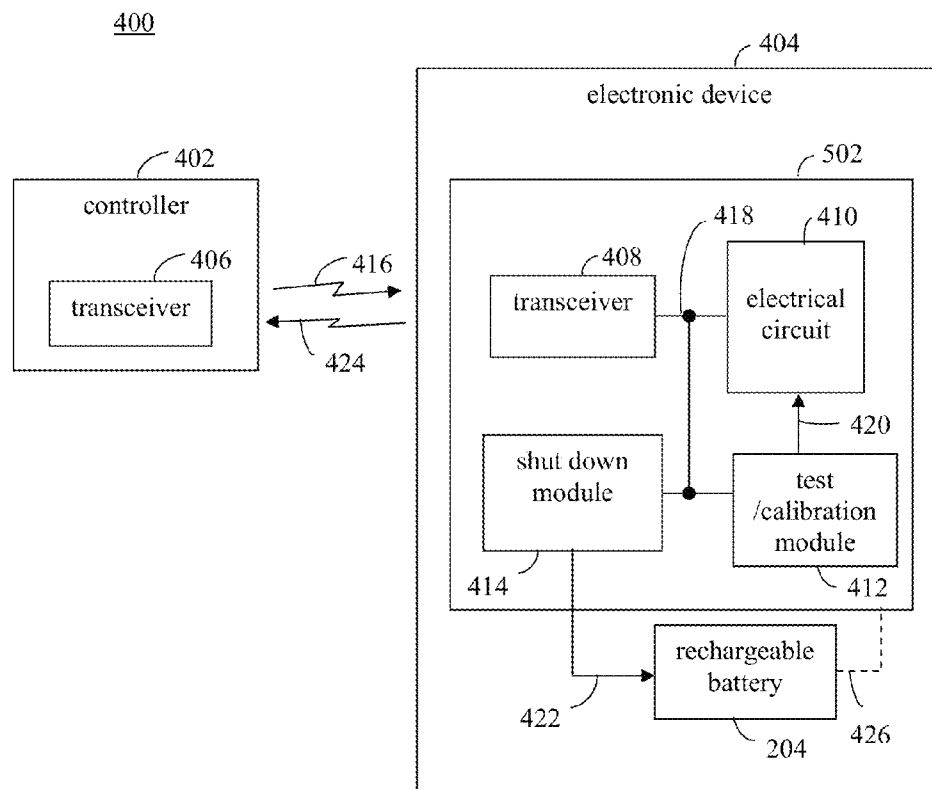 400
404
electronic device
402
controller
406
transceiver
416
424
502
418
410
408
transceiver
electrical
circuit
420
shut down
module
414
test
/calibration
module
412
422
rechargeable
battery
204
426